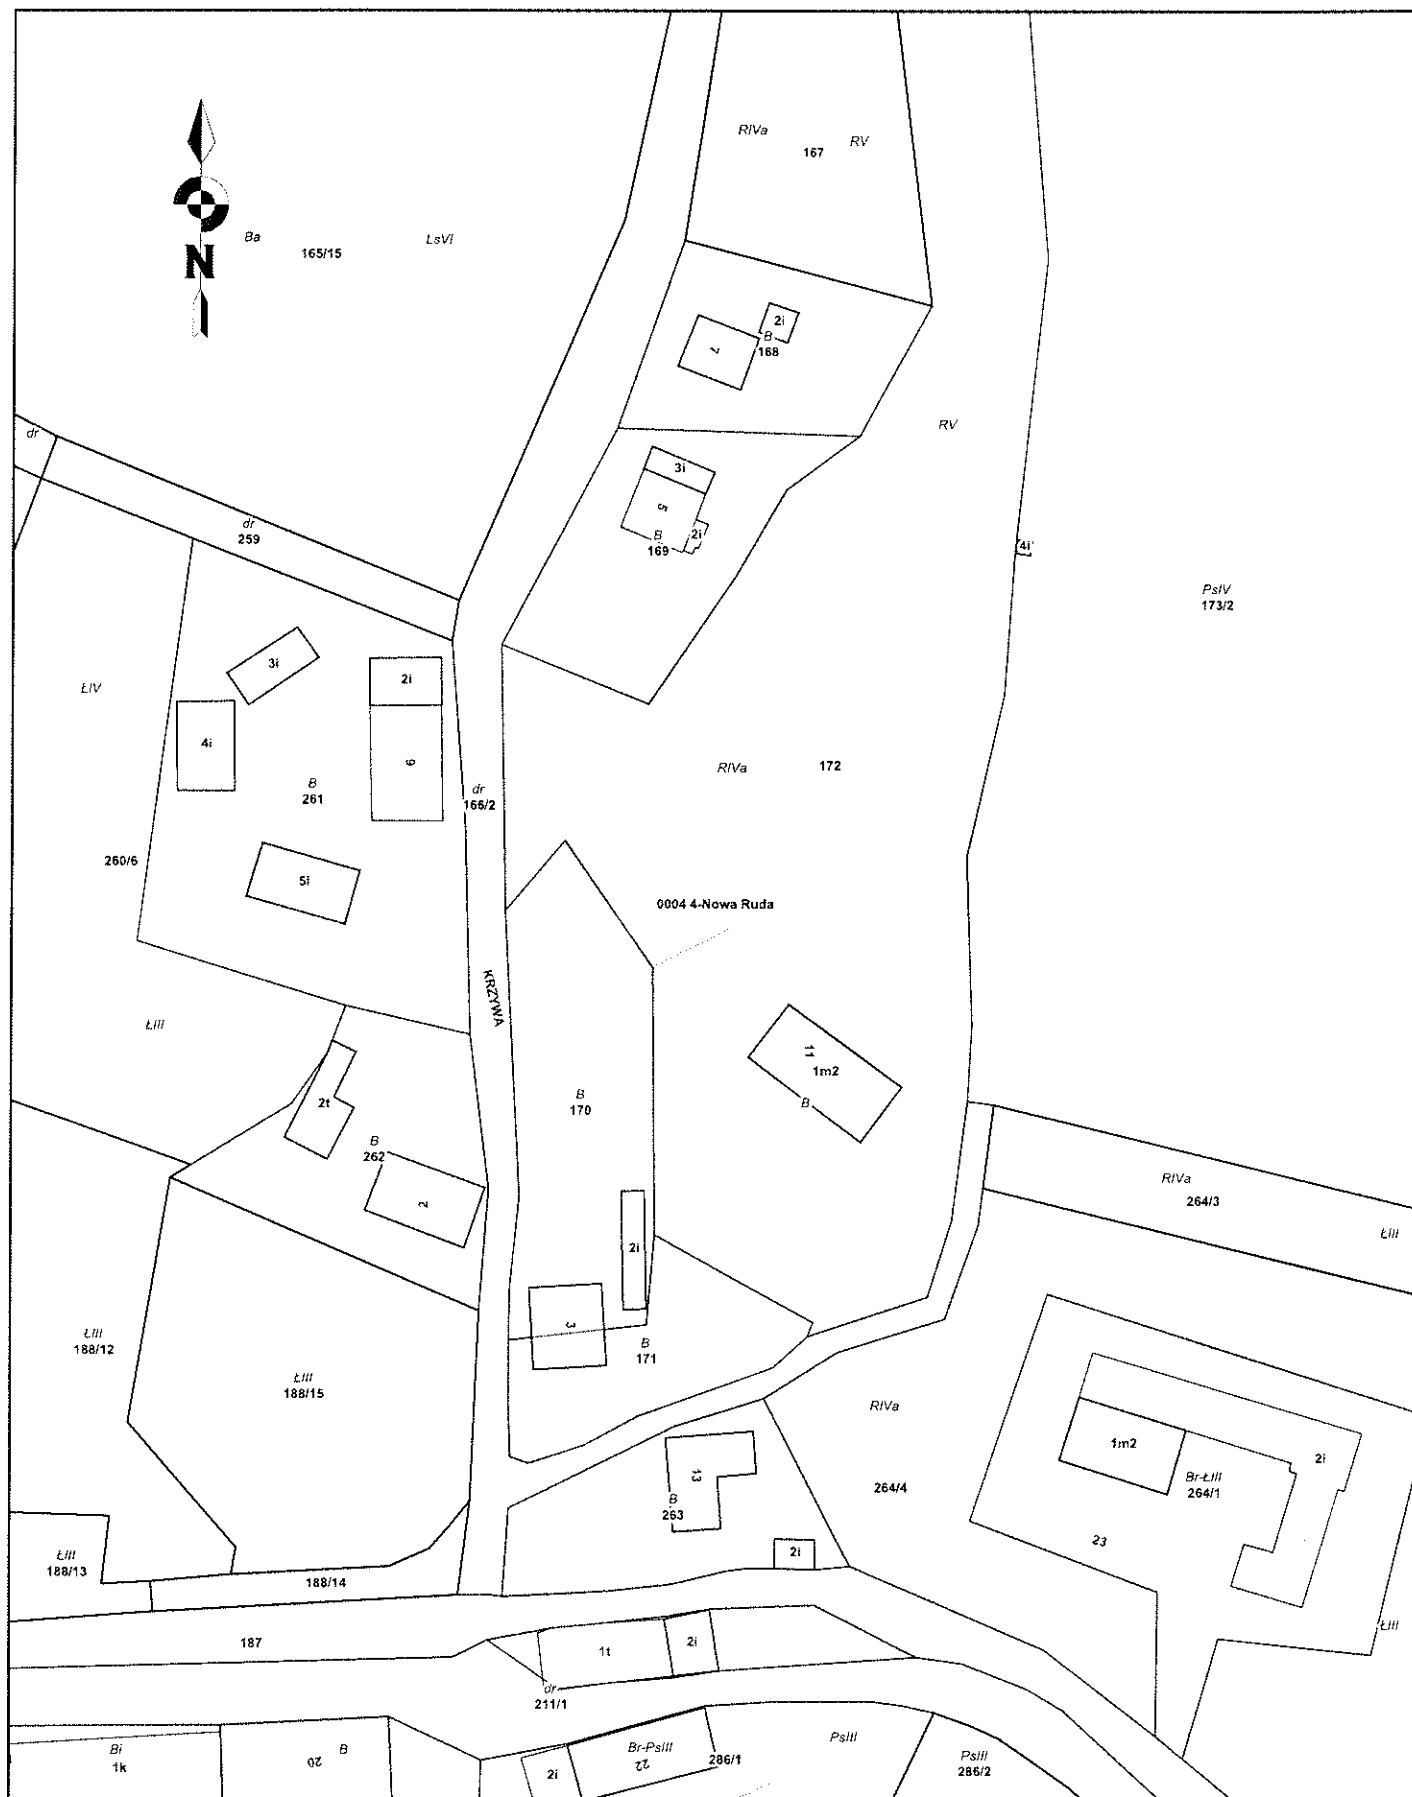 RIVa
167
RV
Ba
165/15
LsVI
N
2i
7
B
168
RV
dr
3i
5
2i
B
169
dr
259
4i
PsIV
173/2
3i
2i
ŁIV
4i
9
RIVa
172
B
261
dr
166/2
260/6
5i
0004 4-Nowa Ruda
KRZYWA
ŁIII
11
1m2
B
2t
B
170
B
262
2
RIVa
264/3
ŁIII
2i
3
B
171
ŁIII
188/12
ŁIII
188/15
RIVa
264/4
1m2
2i
Br-ŁIII
264/1
13
B
263
23
2i
ŁIII
188/13
188/14
ŁIII
187
1t
2i
dr
211/1
Bi
1k
20
B
2i
Br-PsIII
22
286/1
PsIII
PsIII
286/2